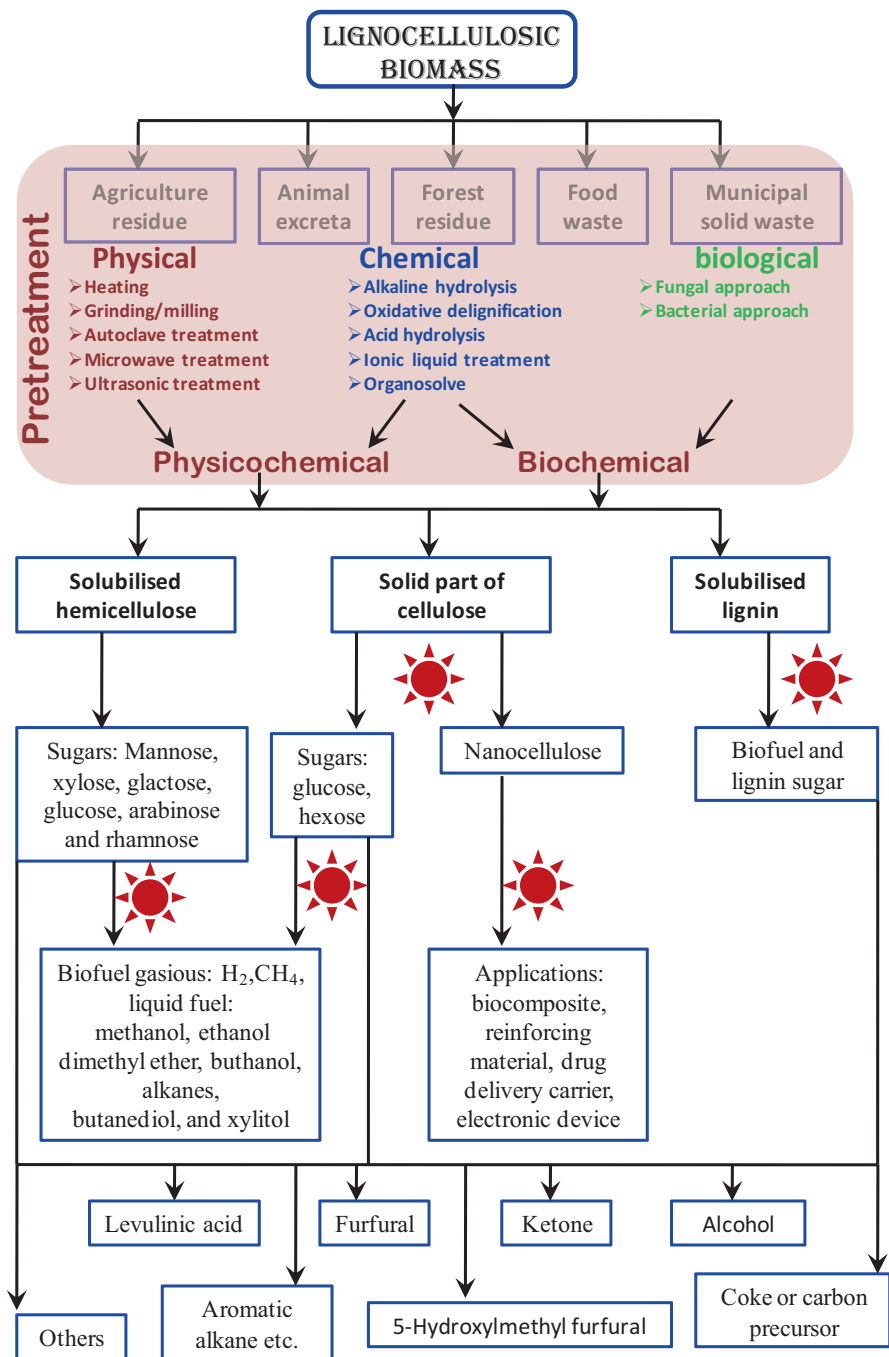 LIGNOCELLULOSIC
BIOMASS
Agriculture
residue
Animal
excreta
Forest
residue
Food
waste
Municipal
solid waste
Pretreatment
Physical
➢Heating
➢Grinding/milling
➢Autoclave treatment
➢Microwave treatment
➢Ultrasonic treatment
Chemical
➢Alkaline hydrolysis
➢Oxidative delignification
➢Acid hydrolysis
➢Ionic liquid treatment
➢Organosolve
biological
➢Fungal approach
➢Bacterial approach
Physicochemical
Biochemical
Solubilised
hemicellulose
Solid part of
cellulose
Solubilised
lignin
Sugars: Mannose,
xylose, glactose,
glucose, arabinose
and rhamnose
Sugars:
glucose,
hexose
Nanocellulose
Biofuel and
lignin sugar
Biofuel gasious: H₂,CH₄,
liquid fuel:
methanol, ethanol
dimethyl ether, buthanol,
alkanes,
butanediol, and xylitol
Applications:
biocomposite,
reinforcing
material, drug
delivery carrier,
electronic device
Levulinic acid
Furfural
Ketone
Alcohol
Others
Aromatic
alkane etc.
5-Hydroxylmethyl furfural
Coke or carbon
precursor